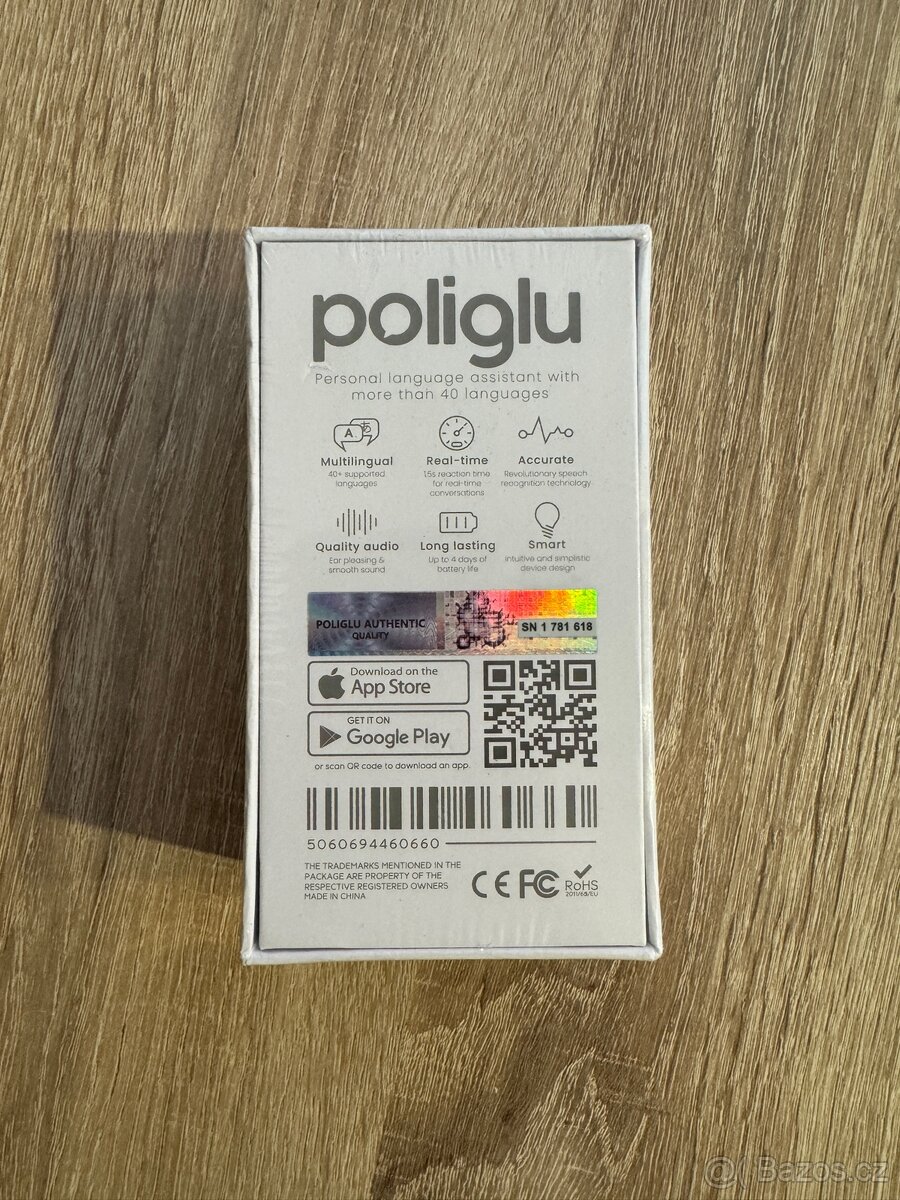 poliglu
Personal language assistant with
more than 40 languages
A あ
Multilingual
40+ supported
languages
Real-time
1.5s reaction time
for real-time
conversations
Accurate
Revolutionary speech
recognition technology
Quality audio
Ear pleasing &
smooth sound
Long lasting
Up to 4 days of
battery life
Smart
Intuitive and simplistic
device design
POLIGLU AUTHENTIC
QUALITY
SN 1 781 618
Download on the
App Store
GET IT ON
Google Play
or scan QR code to download an app.
5060694460660
THE TRADEMARKS MENTIONED IN THE
PACKAGE ARE PROPERTY OF THE
RESPECTIVE REGISTERED OWNERS
MADE IN CHINA
CE FC RoHS
2011/65/EU
@( Bazos.cz